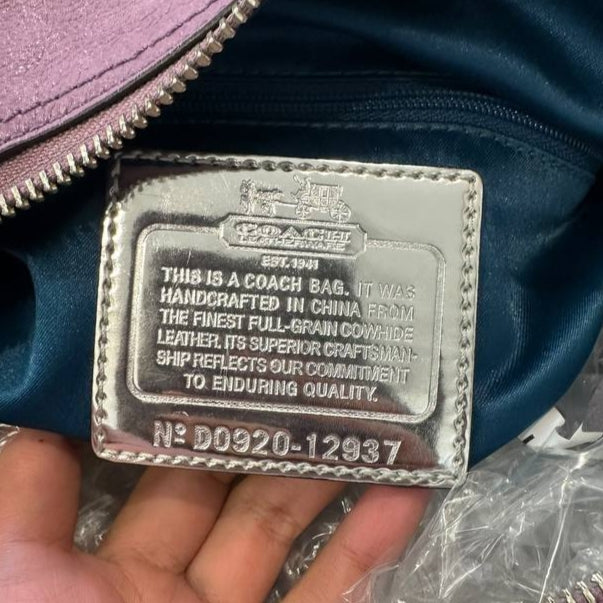 COACH
LEATHERWARE
EST. 1941
THIS IS A COACH BAG. IT WAS
HANDCRAFTED IN CHINA FROM
THE FINEST FULL-GRAIN COWHIDE
LEATHER. ITS SUPERIOR CRAFTSMAN-
SHIP REFLECTS OUR COMMITMENT
TO ENDURING QUALITY.
Nº D0920-12937